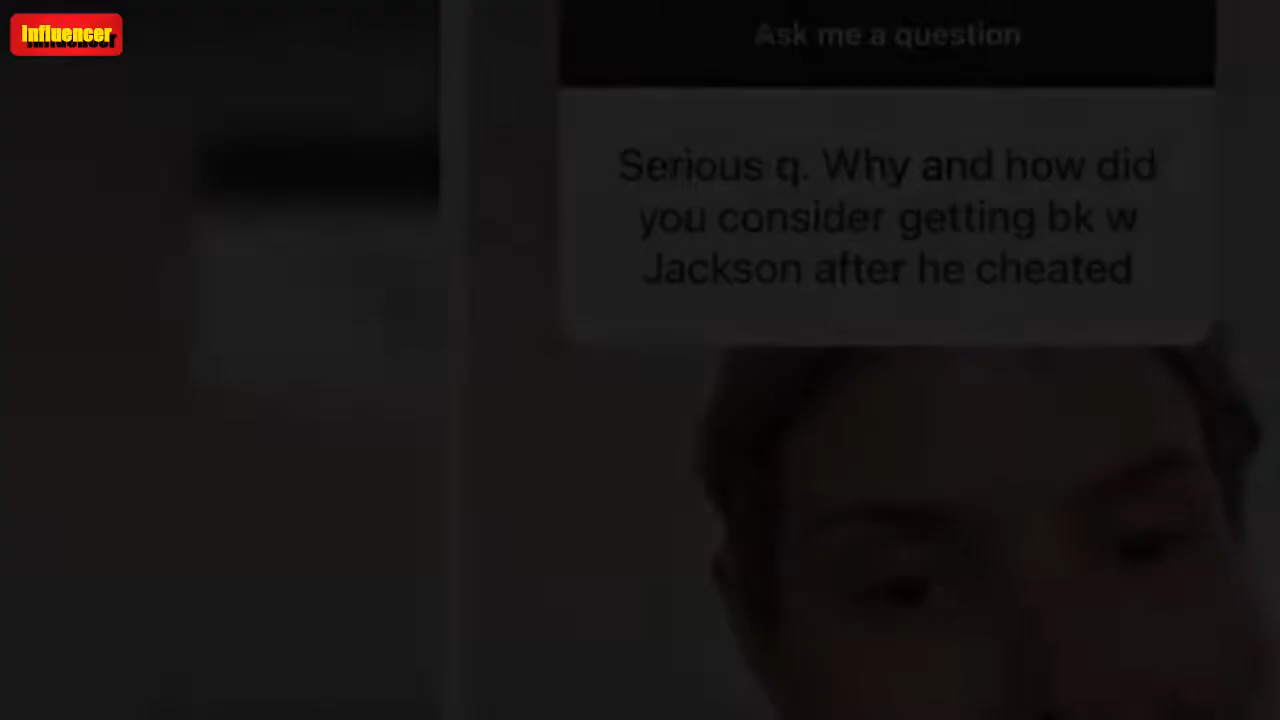 Influencer
Ask me a question
Serious q. Why and how did
you consider getting bk w
Jackson after he cheated